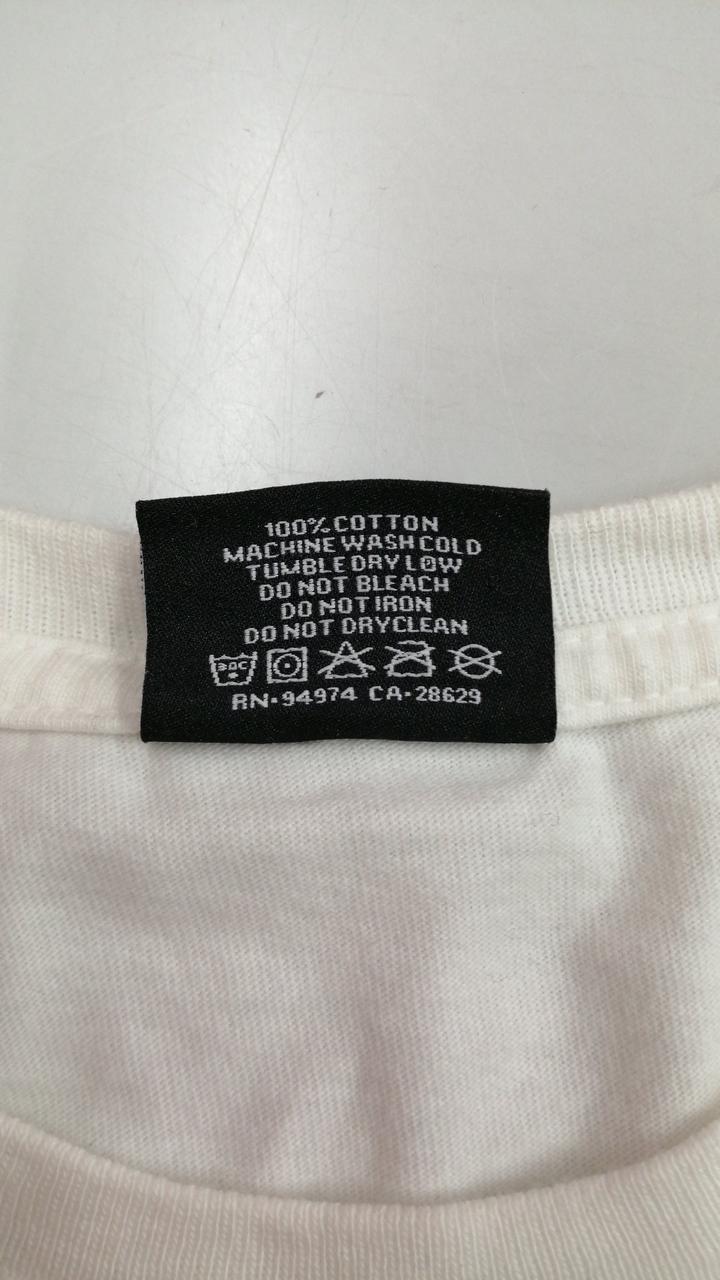 100% COTTON
MACHINE WASH COLD
TUMBLE DRY LOW
DO NOT BLEACH
DO NOT IRON
DO NOT DRYCLEAN
30C
RN·94974 CA·28629